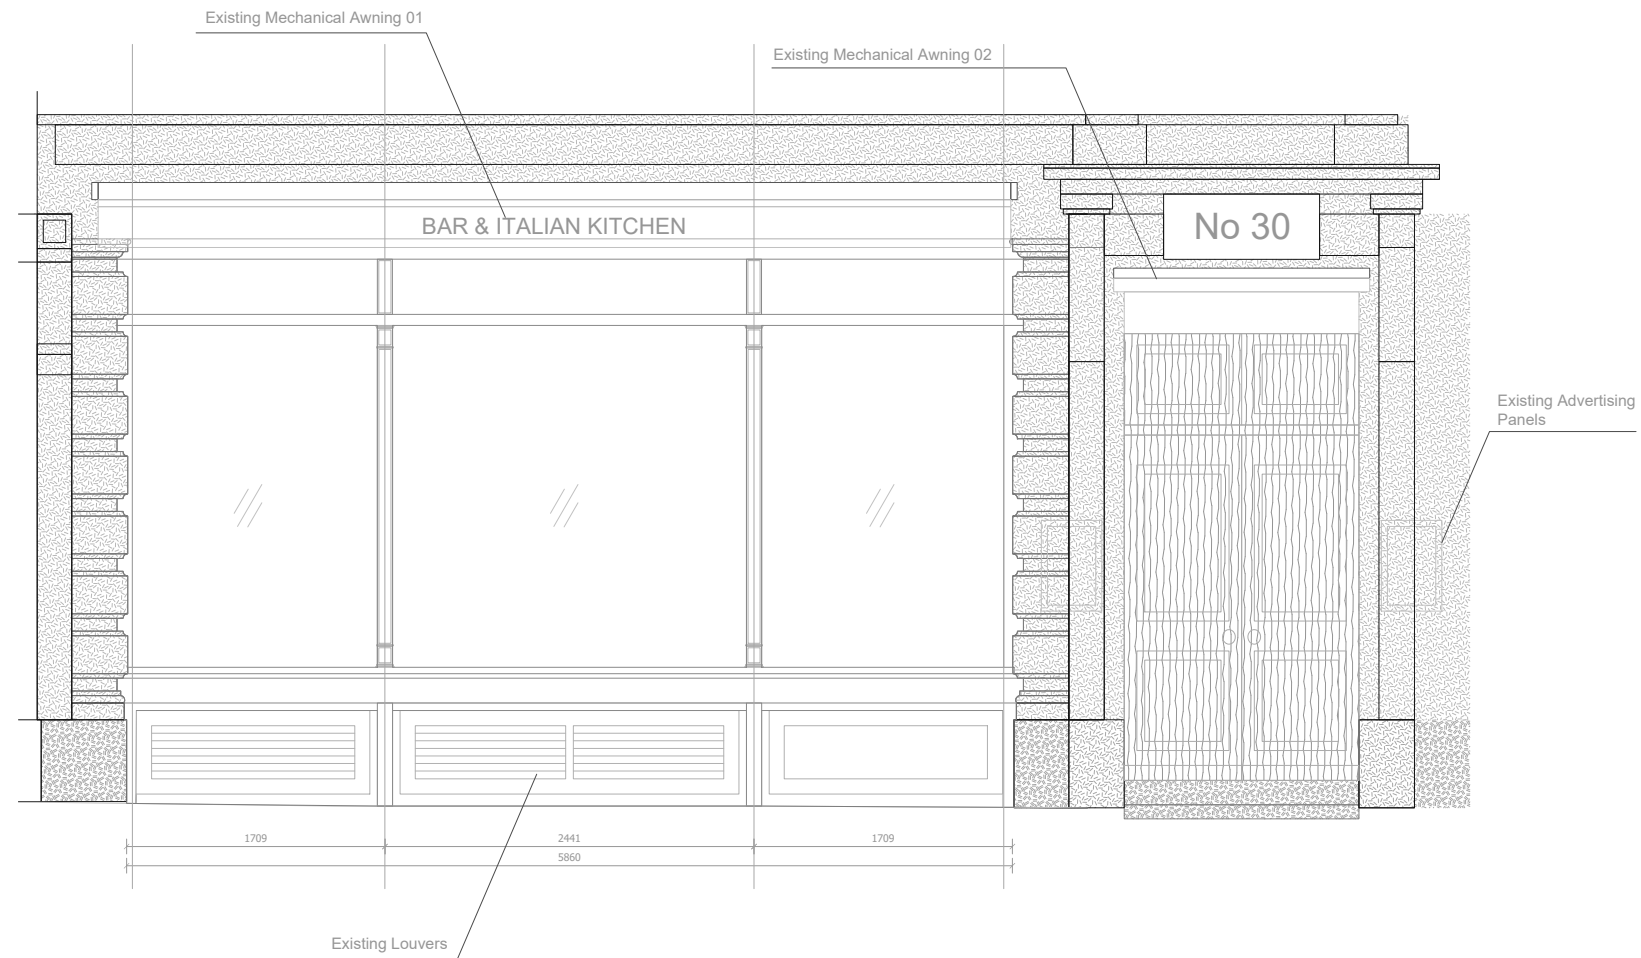 Existing Mechanical Awning 01
Existing Mechanical Awning 02
BAR & ITALIAN KITCHEN
No 30
Existing Advertising
Panels
1709
2441
1709
5860
Existing Louvers